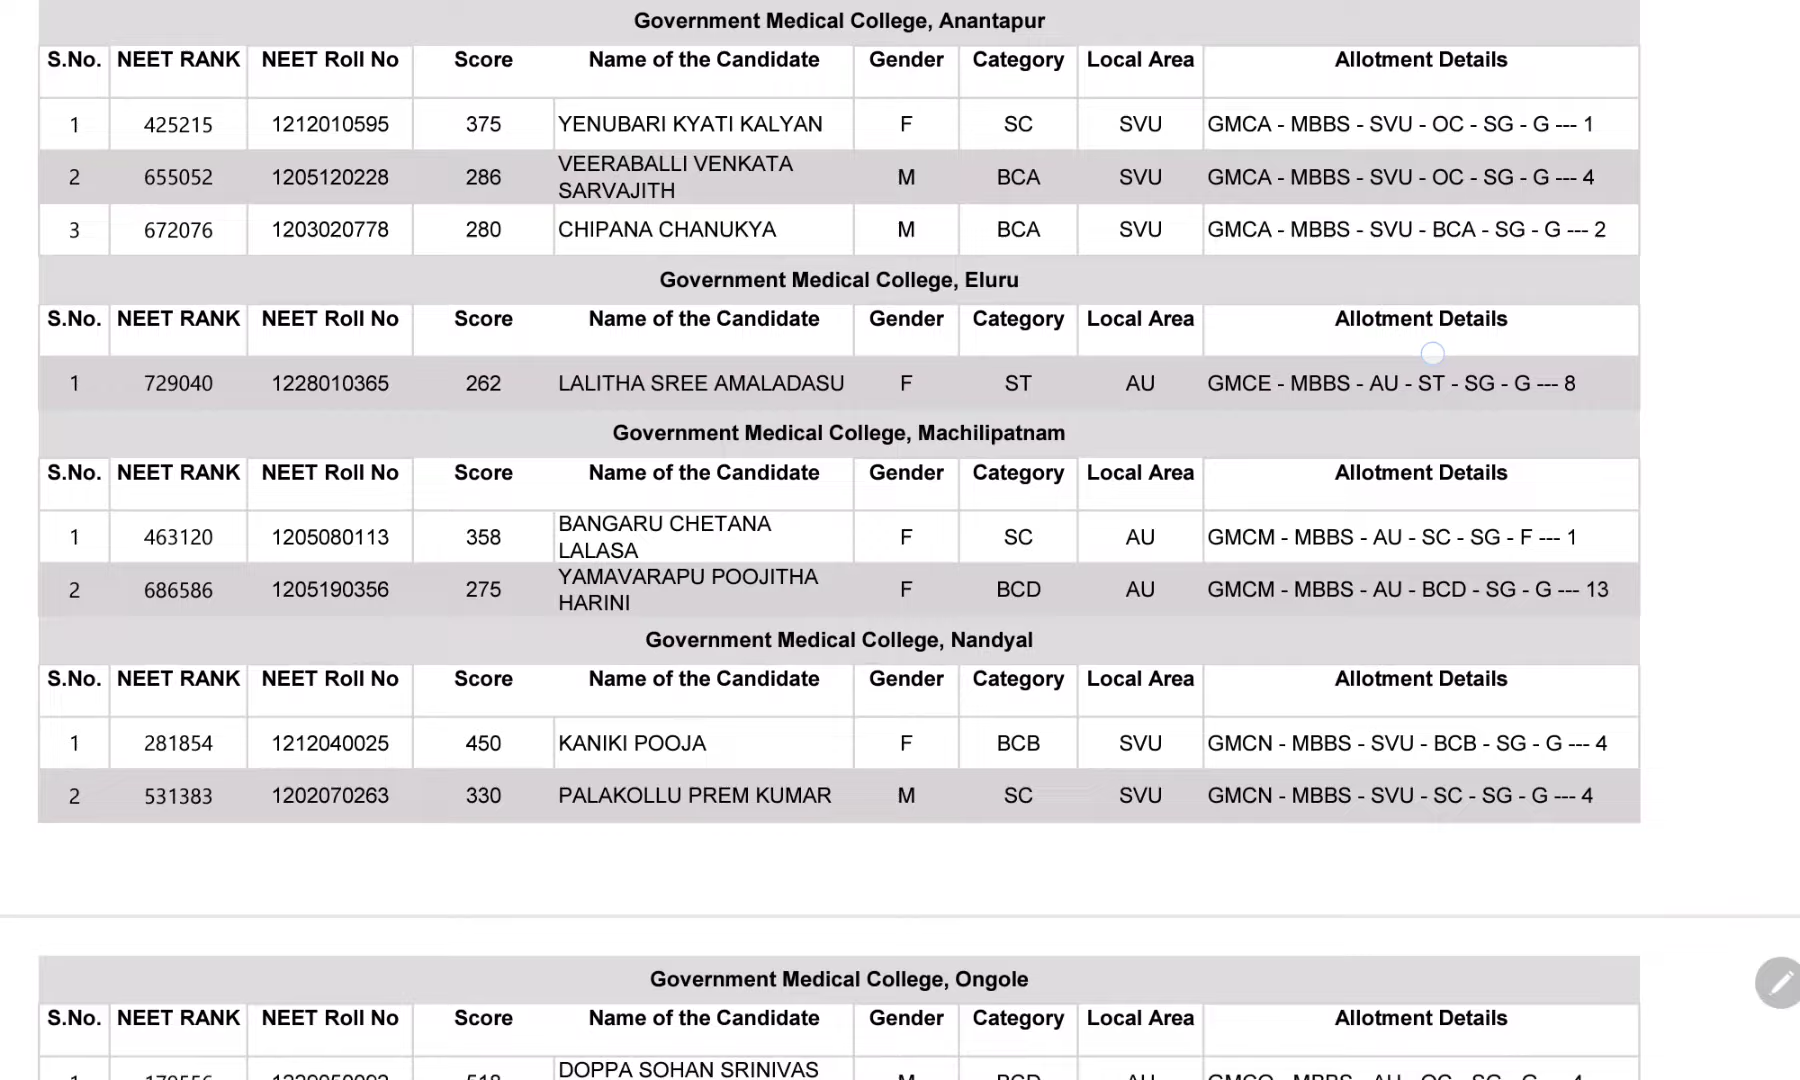 Government Medical College, Anantapur
S.No. NEET RANK NEET Roll No Score Name of the Candidate Gender Category Local Area Allotment Details
1 425215 1212010595 375 YENUBARI KYATI KALYAN F SC SVU GMCA - MBBS - SVU - OC - SG - G --- 1
2 655052 1205120228 286 VEERABALLI VENKATA SARVAJITH M BCA SVU GMCA - MBBS - SVU - OC - SG - G --- 4
3 672076 1203020778 280 CHIPANA CHANUKYA M BCA SVU GMCA - MBBS - SVU - BCA - SG - G --- 2
Government Medical College, Eluru
S.No. NEET RANK NEET Roll No Score Name of the Candidate Gender Category Local Area Allotment Details
1 729040 1228010365 262 LALITHA SREE AMALADASU F ST AU GMCE - MBBS - AU - ST - SG - G --- 8
Government Medical College, Machilipatnam
S.No. NEET RANK NEET Roll No Score Name of the Candidate Gender Category Local Area Allotment Details
1 463120 1205080113 358 BANGARU CHETANA LALASA F SC AU GMCM - MBBS - AU - SC - SG - F --- 1
2 686586 1205190356 275 YAMAVARAPU POOJITHA HARINI F BCD AU GMCM - MBBS - AU - BCD - SG - G --- 13
Government Medical College, Nandyal
S.No. NEET RANK NEET Roll No Score Name of the Candidate Gender Category Local Area Allotment Details
1 281854 1212040025 450 KANIKI POOJA F BCB SVU GMCN - MBBS - SVU - BCB - SG - G --- 4
2 531383 1202070263 330 PALAKOLLU PREM KUMAR M SC SVU GMCN - MBBS - SVU - SC - SG - G --- 4
Government Medical College, Ongole
S.No. NEET RANK NEET Roll No Score Name of the Candidate Gender Category Local Area Allotment Details
DOPPA SOHAN SRINIVAS